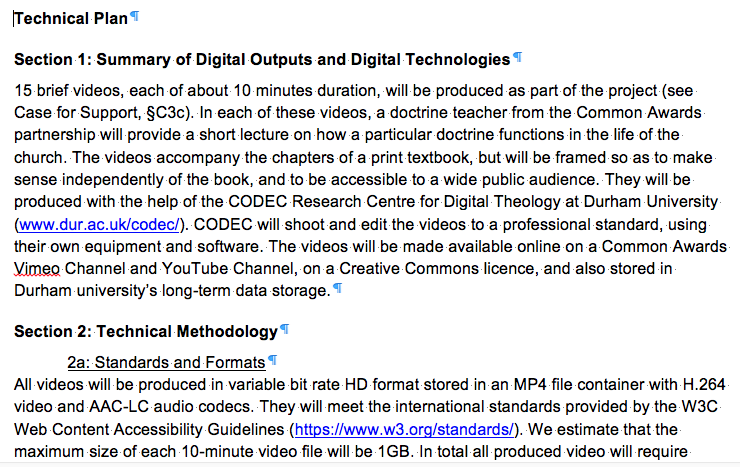 Technical Plan¶
Section 1: Summary of Digital Outputs and Digital Technologies¶
15 brief videos, each of about 10 minutes duration, will be produced as part of the project (see
Case for Support, §C3c). In each of these videos, a doctrine teacher from the Common Awards
partnership will provide a short lecture on how a particular doctrine functions in the life of the
church. The videos accompany the chapters of a print textbook, but will be framed so as to make
sense independently of the book, and to be accessible to a wide public audience. They will be
produced with the help of the CODEC Research Centre for Digital Theology at Durham University
(www.dur.ac.uk/codec/). CODEC will shoot and edit the videos to a professional standard, using
their own equipment and software. The videos will be made available online on a Common Awards
Vimeo Channel and YouTube Channel, on a Creative Commons licence, and also stored in
Durham university's long-term data storage.¶
Section 2: Technical Methodology¶
2a: Standards and Formats¶
All videos will be produced in variable bit rate HD format stored in an MP4 file container with H.264
video and AAC-LC audio codecs. They will meet the international standards provided by the W3C
Web Content Accessibility Guidelines (https://www.w3.org/standards/). We estimate that the
maximum size of each 10-minute video file will be 1GB. In total all produced video will require